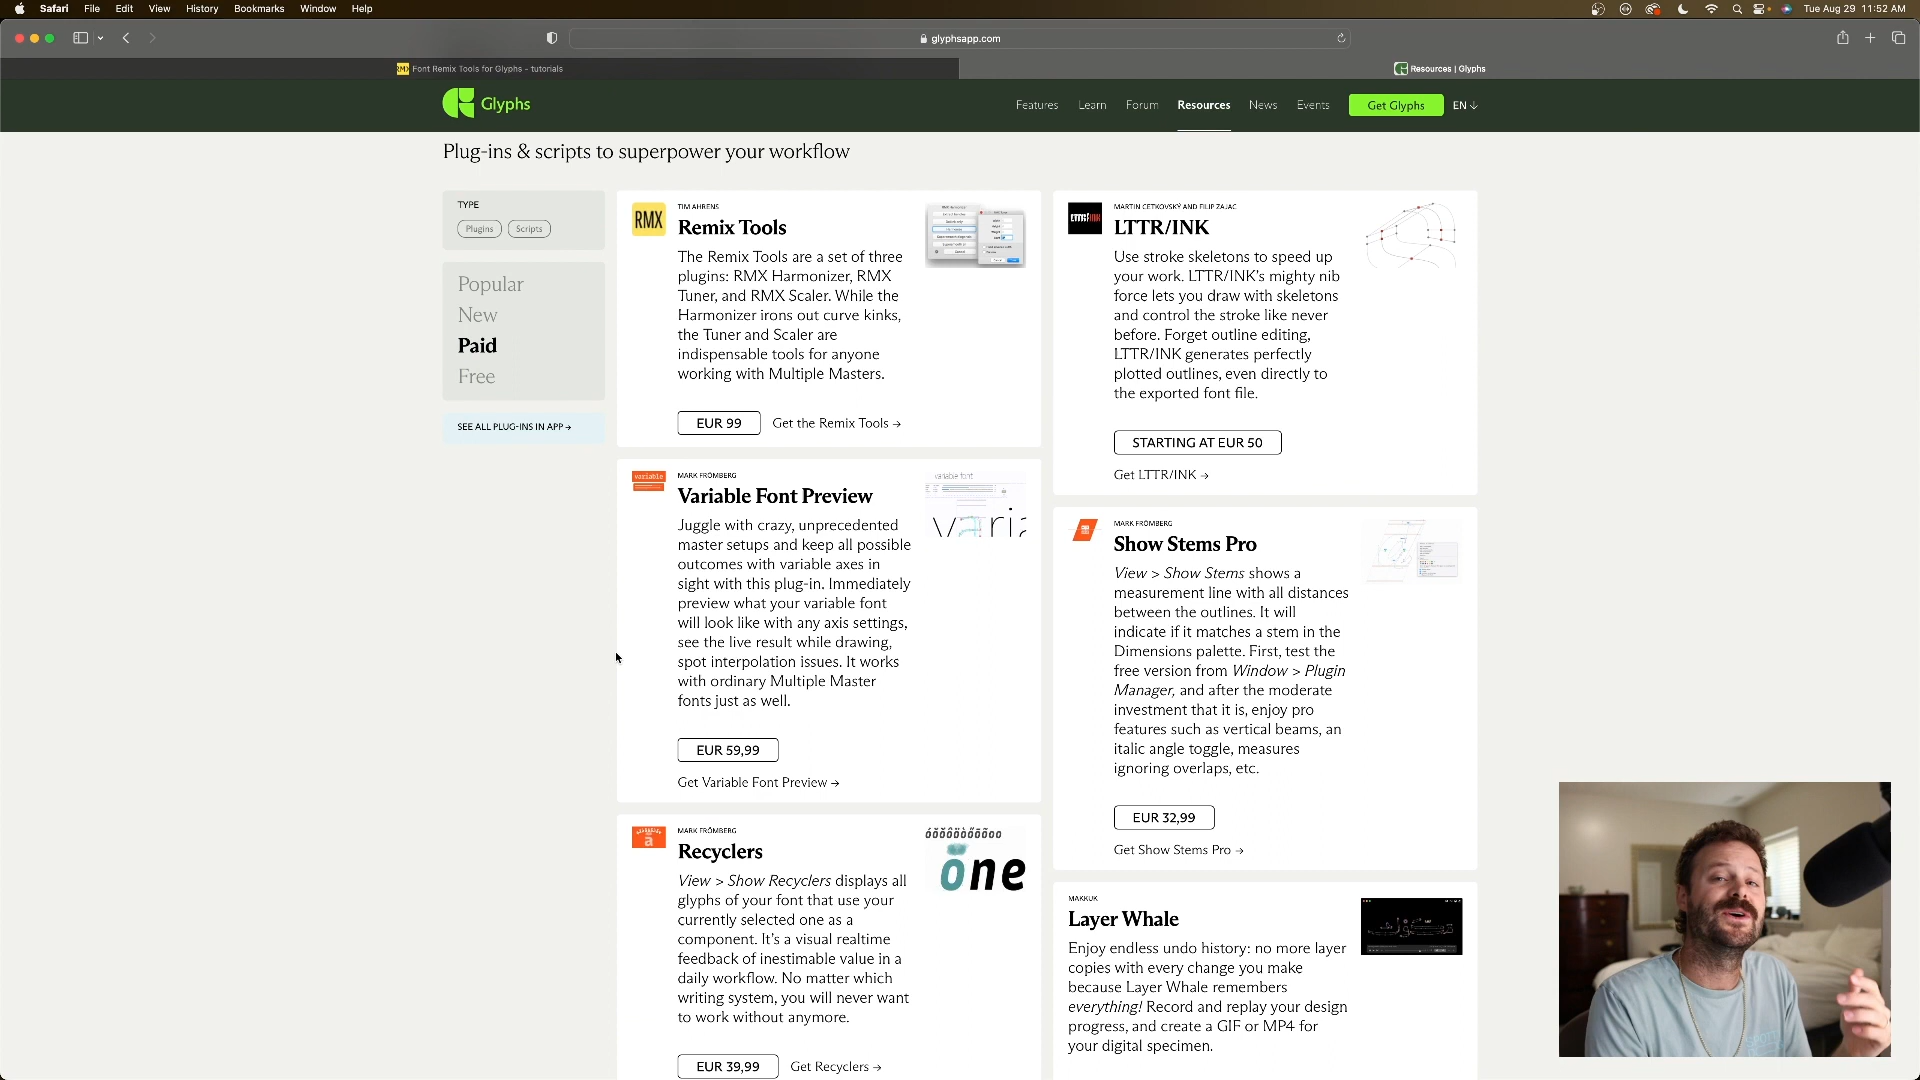 Safari File Edit View History Bookmarks Window Help
Tue Aug 29 11:52 AM
glyphsapp.com
RMX Font Remix Tools for Glyphs - tutorials
Resources | Glyphs
Glyphs
Features Learn Forum Resources News Events Get Glyphs EN ↓
Plug-ins & scripts to superpower your workflow
TYPE
Plugins Scripts
Popular
New
Paid
Free
SEE ALL PLUG-INS IN APP →
RMX
TIM AHRENS
Remix Tools
The Remix Tools are a set of three
plugins: RMX Harmonizer, RMX
Tuner, and RMX Scaler. While the
Harmonizer irons out curve kinks,
the Tuner and Scaler are
indispensable tools for anyone
working with Multiple Masters.
EUR 99 Get the Remix Tools →
LTTR/INK
MARTIN CETKOVSKÝ AND FILIP ZAJAC
LTTR/INK
Use stroke skeletons to speed up
your work. LTTR/INK's mighty nib
force lets you draw with skeletons
and control the stroke like never
before. Forget outline editing,
LTTR/INK generates perfectly
plotted outlines, even directly to
the exported font file.
STARTING AT EUR 50
Get LTTR/INK →
variable
MARK FRÖMBERG
Variable Font Preview
Juggle with crazy, unprecedented
master setups and keep all possible
outcomes with variable axes in
sight with this plug-in. Immediately
preview what your variable font
will look like with any axis settings,
see the live result while drawing,
spot interpolation issues. It works
with ordinary Multiple Master
fonts just as well.
variable font
varia
EUR 59,99
Get Variable Font Preview →
MARK FRÖMBERG
Show Stems Pro
View > Show Stems shows a
measurement line with all distances
between the outlines. It will
indicate if it matches a stem in the
Dimensions palette. First, test the
free version from Window > Plugin
Manager, and after the moderate
investment that it is, enjoy pro
features such as vertical beams, an
italic angle toggle, measures
ignoring overlaps, etc.
EUR 32,99
Get Show Stems Pro →
MARK FRÖMBERG
Recyclers
View > Show Recyclers displays all
glyphs of your font that use your
currently selected one as a
component. It's a visual realtime
feedback of inestimable value in a
daily workflow. No matter which
writing system, you will never want
to work without anymore.
öne
EUR 39,99 Get Recyclers →
MAKKUK
Layer Whale
Enjoy endless undo history: no more layer
copies with every change you make
because Layer Whale remembers
everything! Record and replay your design
progress, and create a GIF or MP4 for
your digital specimen.